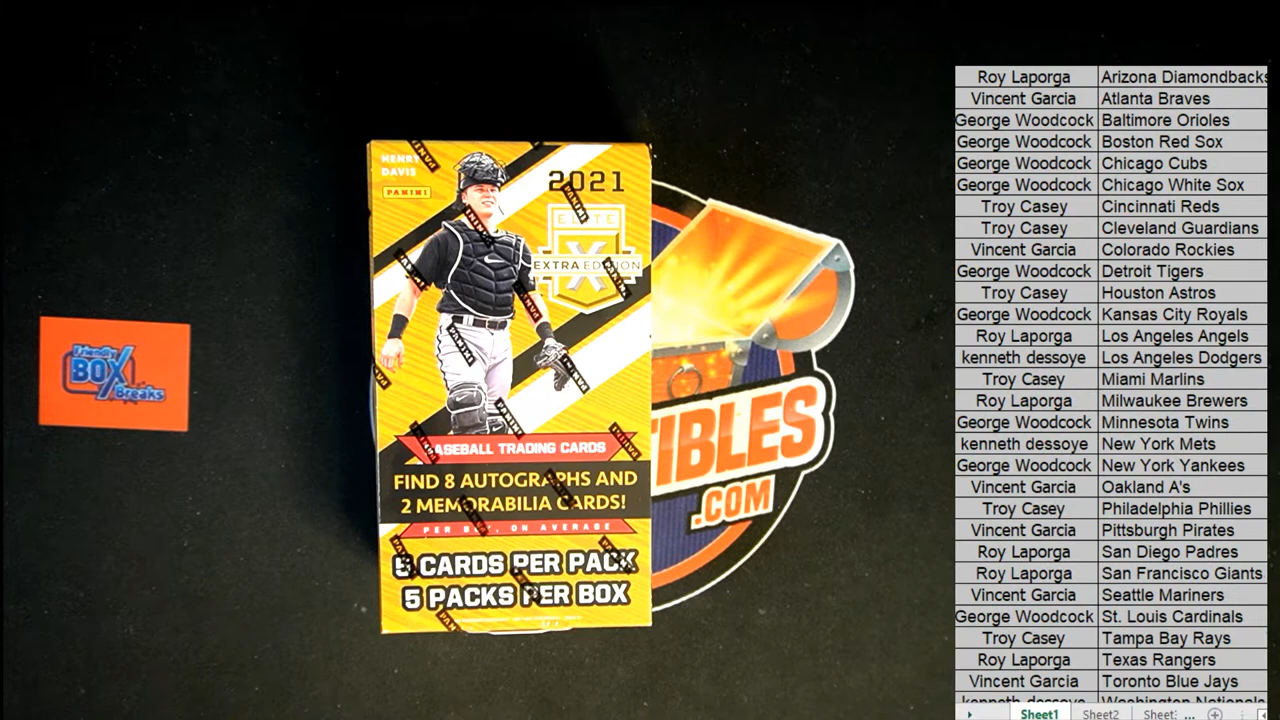 HENRY
DAVIS
PANINI
2021
ELITE
X
EXTRA EDITION
BASEBALL TRADING CARDS
FIND 8 AUTOGRAPHS AND
2 MEMORABILIA CARDS!
PER BOX, ON AVERAGE
5 CARDS PER PACK
5 PACKS PER BOX
Friendly
BOX
Breaks
TIBLES
.COM
Roy Laporga Arizona Diamondbacks
Vincent Garcia Atlanta Braves
George Woodcock Baltimore Orioles
George Woodcock Boston Red Sox
George Woodcock Chicago Cubs
George Woodcock Chicago White Sox
Troy Casey Cincinnati Reds
Troy Casey Cleveland Guardians
Vincent Garcia Colorado Rockies
George Woodcock Detroit Tigers
Troy Casey Houston Astros
George Woodcock Kansas City Royals
Roy Laporga Los Angeles Angels
kenneth dessoye Los Angeles Dodgers
Troy Casey Miami Marlins
Roy Laporga Milwaukee Brewers
George Woodcock Minnesota Twins
kenneth dessoye New York Mets
George Woodcock New York Yankees
Vincent Garcia Oakland A's
Troy Casey Philadelphia Phillies
Vincent Garcia Pittsburgh Pirates
Roy Laporga San Diego Padres
Roy Laporga San Francisco Giants
Vincent Garcia Seattle Mariners
George Woodcock St. Louis Cardinals
Troy Casey Tampa Bay Rays
Roy Laporga Texas Rangers
Vincent Garcia Toronto Blue Jays
kenneth dessoye Washington Nationals
Sheet1 Sheet2 Sheet: ...